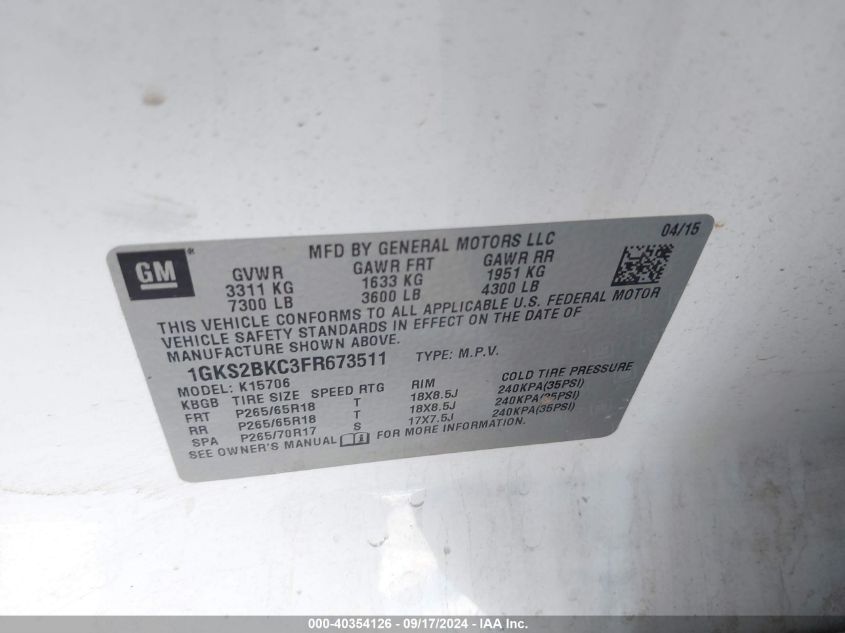 MFD BY GENERAL MOTORS LLC
04/15
GM®
GVWR GAWR FRT GAWR RR
3311 KG 1633 KG 1951 KG
7300 LB 3600 LB 4300 LB
THIS VEHICLE CONFORMS TO ALL APPLICABLE U.S. FEDERAL MOTOR
VEHICLE SAFETY STANDARDS IN EFFECT ON THE DATE OF
MANUFACTURE SHOWN ABOVE.
1GKS2BKC3FR673511 TYPE: M.P.V.
MODEL: K15706
KBGB TIRE SIZE SPEED RTG RIM COLD TIRE PRESSURE
FRT P265/65R18 T 18X8.5J 240KPA(35PSI)
RR P265/65R18 T 18X8.5J 240KPA(35PSI)
SPA P265/70R17 S 17X7.5J 240KPA(35PSI)
SEE OWNER'S MANUAL FOR MORE INFORMATION.
000-40354126 - 09/17/2024 - IAA Inc.